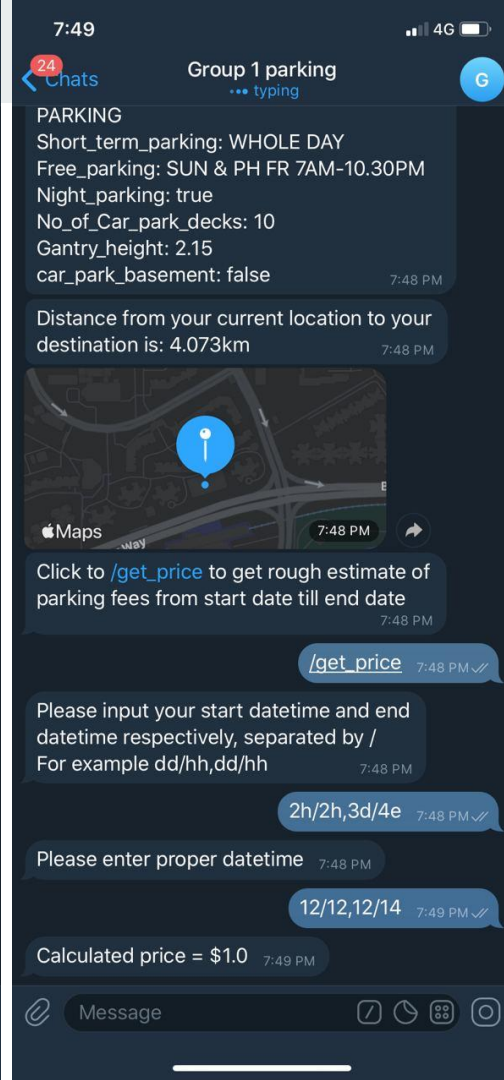 7:49
4G
24
Chats
Group 1 parking
typing
G
PARKING
Short_term_parking: WHOLE DAY
Free_parking: SUN & PH FR 7AM-10.30PM
Night_parking: true
No_of_Car_park_decks: 10
Gantry_height: 2.15
car_park_basement: false
7:48 PM
Distance from your current location to your
destination is: 4.073km
7:48 PM
Way
B
Maps
7:48 PM
Click to /get_price to get rough estimate of
parking fees from start date till end date
7:48 PM
/get_price 7:48 PM
Please input your start datetime and end
datetime respectively, separated by /
For example dd/hh,dd/hh
7:48 PM
2h/2h,3d/4e 7:48 PM
Please enter proper datetime 7:48 PM
12/12,12/14 7:49 PM
Calculated price = $1.0 7:49 PM
Message